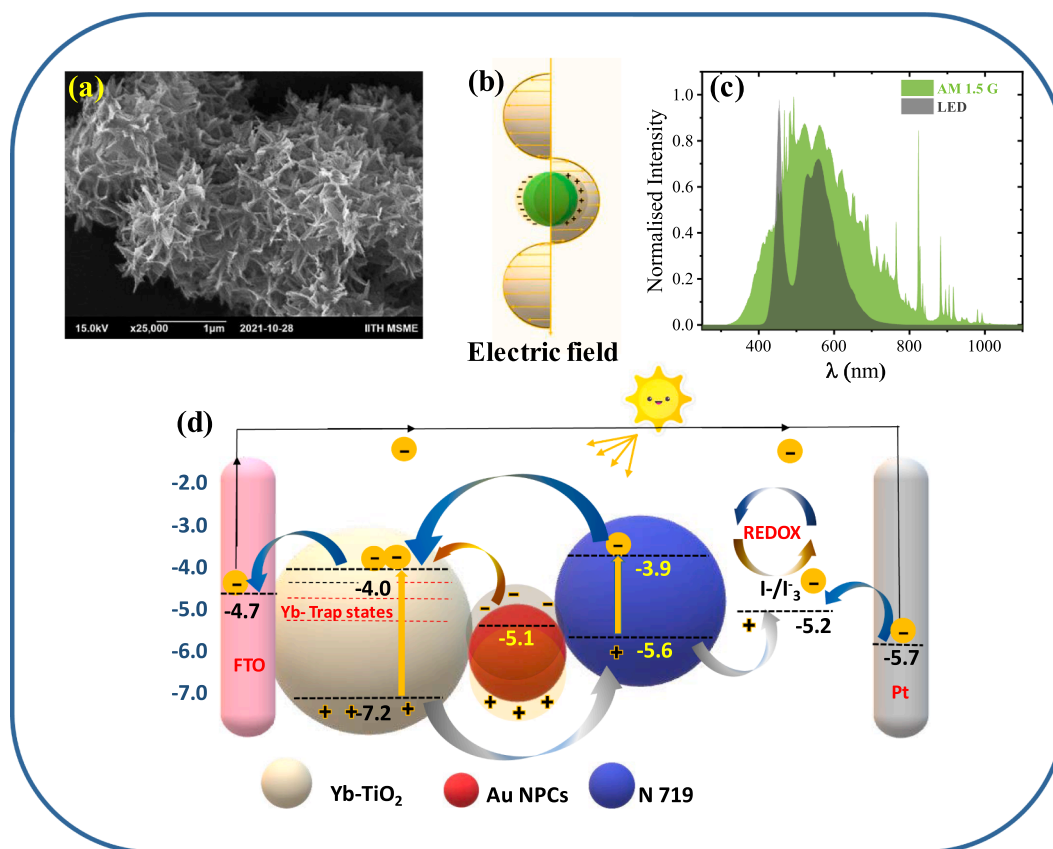 (a)
15.0kV x25,000 1µm 2021-10-28 IITH MSME
(b)
Electric field
(c)
AM 1.5 G
LED
Normalised Intensity
1.0
0.8
0.6
0.4
0.2
0.0
400 600 800 1000
λ (nm)
(d)
-2.0
-3.0
-4.0
-5.0
-6.0
-7.0
-4.7
FTO
-4.0
Yb- Trap states
-7.2
-5.1
-3.9
-5.6
REDOX
I-/I-3
-5.2
-5.7
Pt
Yb-TiO2
Au NPCs
N 719